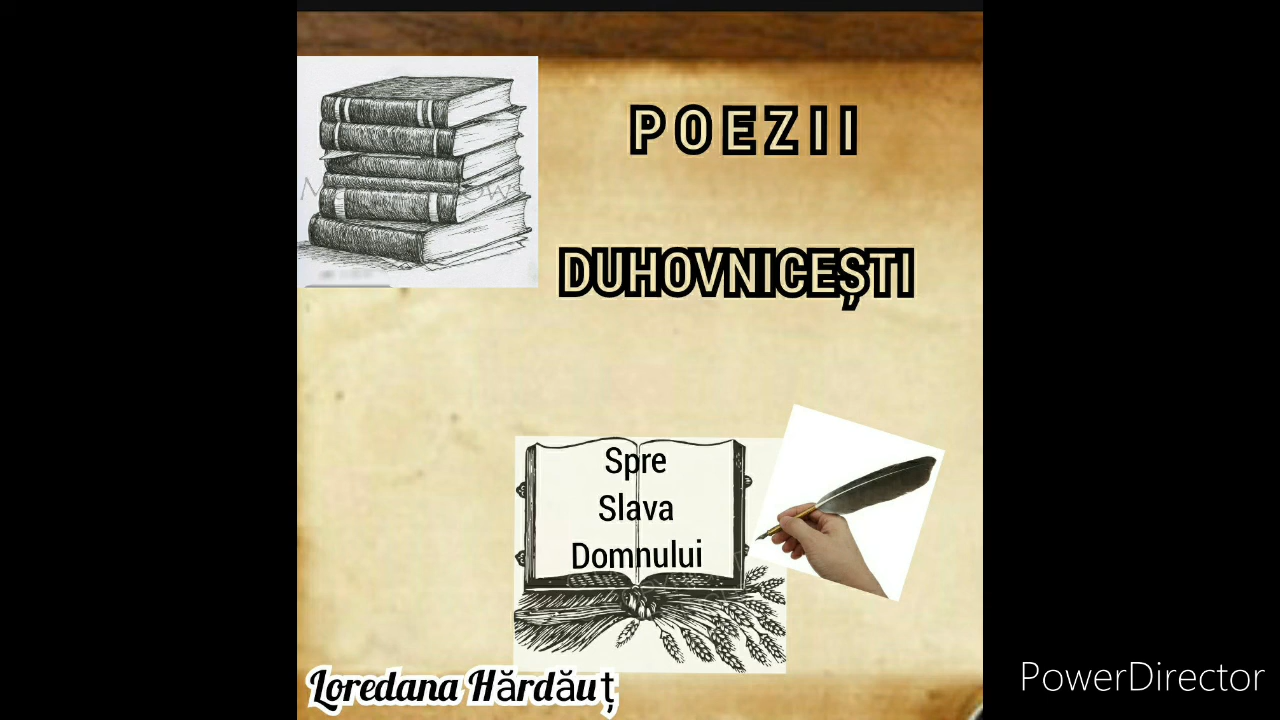 POEZII
DUHOVNICEȘTI
Spre
Slava
Domnului
Loredana Hărdăuț
PowerDirector